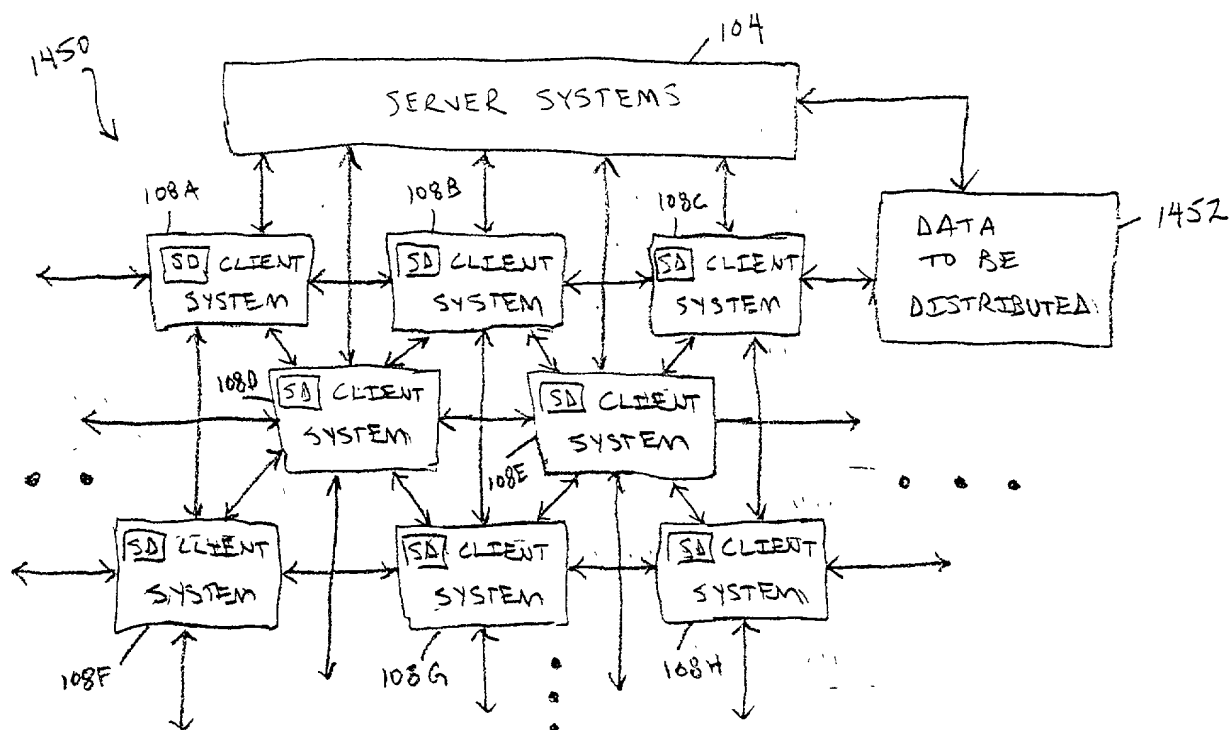 1450
104
SERVER SYSTEMS
108A
108B
108C
1452
DATA
TO BE
DISTRIBUTED
SD CLIENT
SYSTEM
SD CLIENT
SYSTEM
SD CLIENT
SYSTEM
108D
SD CLIENT
SYSTEM
108E
SD CLIENT
SYSTEM
SD CLIENT
SYSTEM
108F
SD CLIENT
SYSTEM
108G
SD CLIENT
SYSTEM
108H